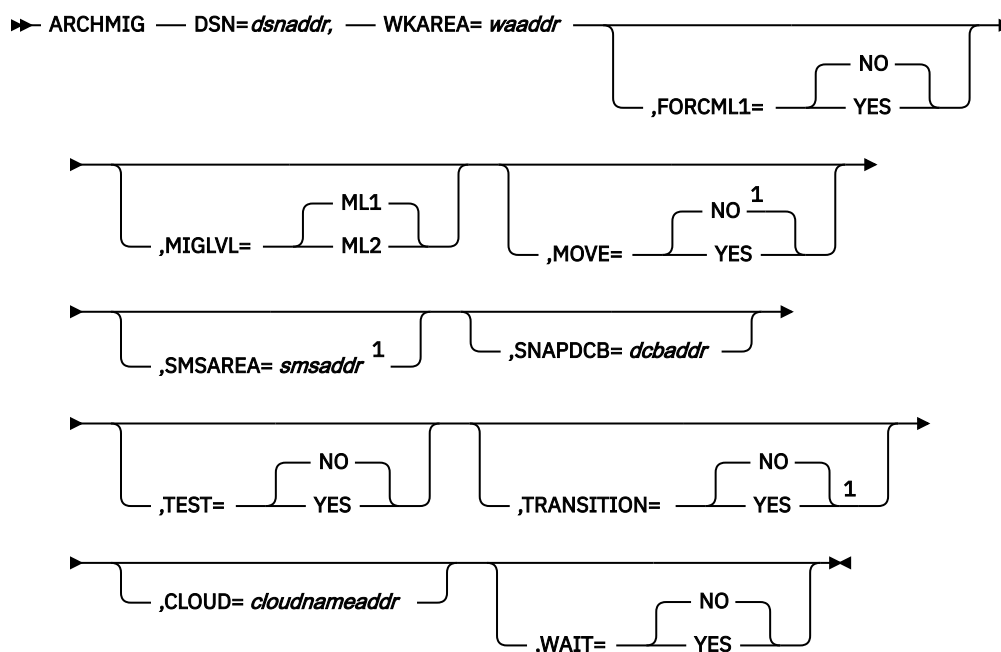 ARCHMIG DSN= dsnaddr, WKAREA= waaddr
NO
,FORCML1= YES
ML1
,MIGLVL= ML2
NO 1
,MOVE= YES
,SMSAREA= smsaddr 1
,SNAPDCB= dcbaddr
NO
,TEST= YES
NO
,TRANSITION= YES 1
,CLOUD= cloudnameaddr
NO
,WAIT= YES